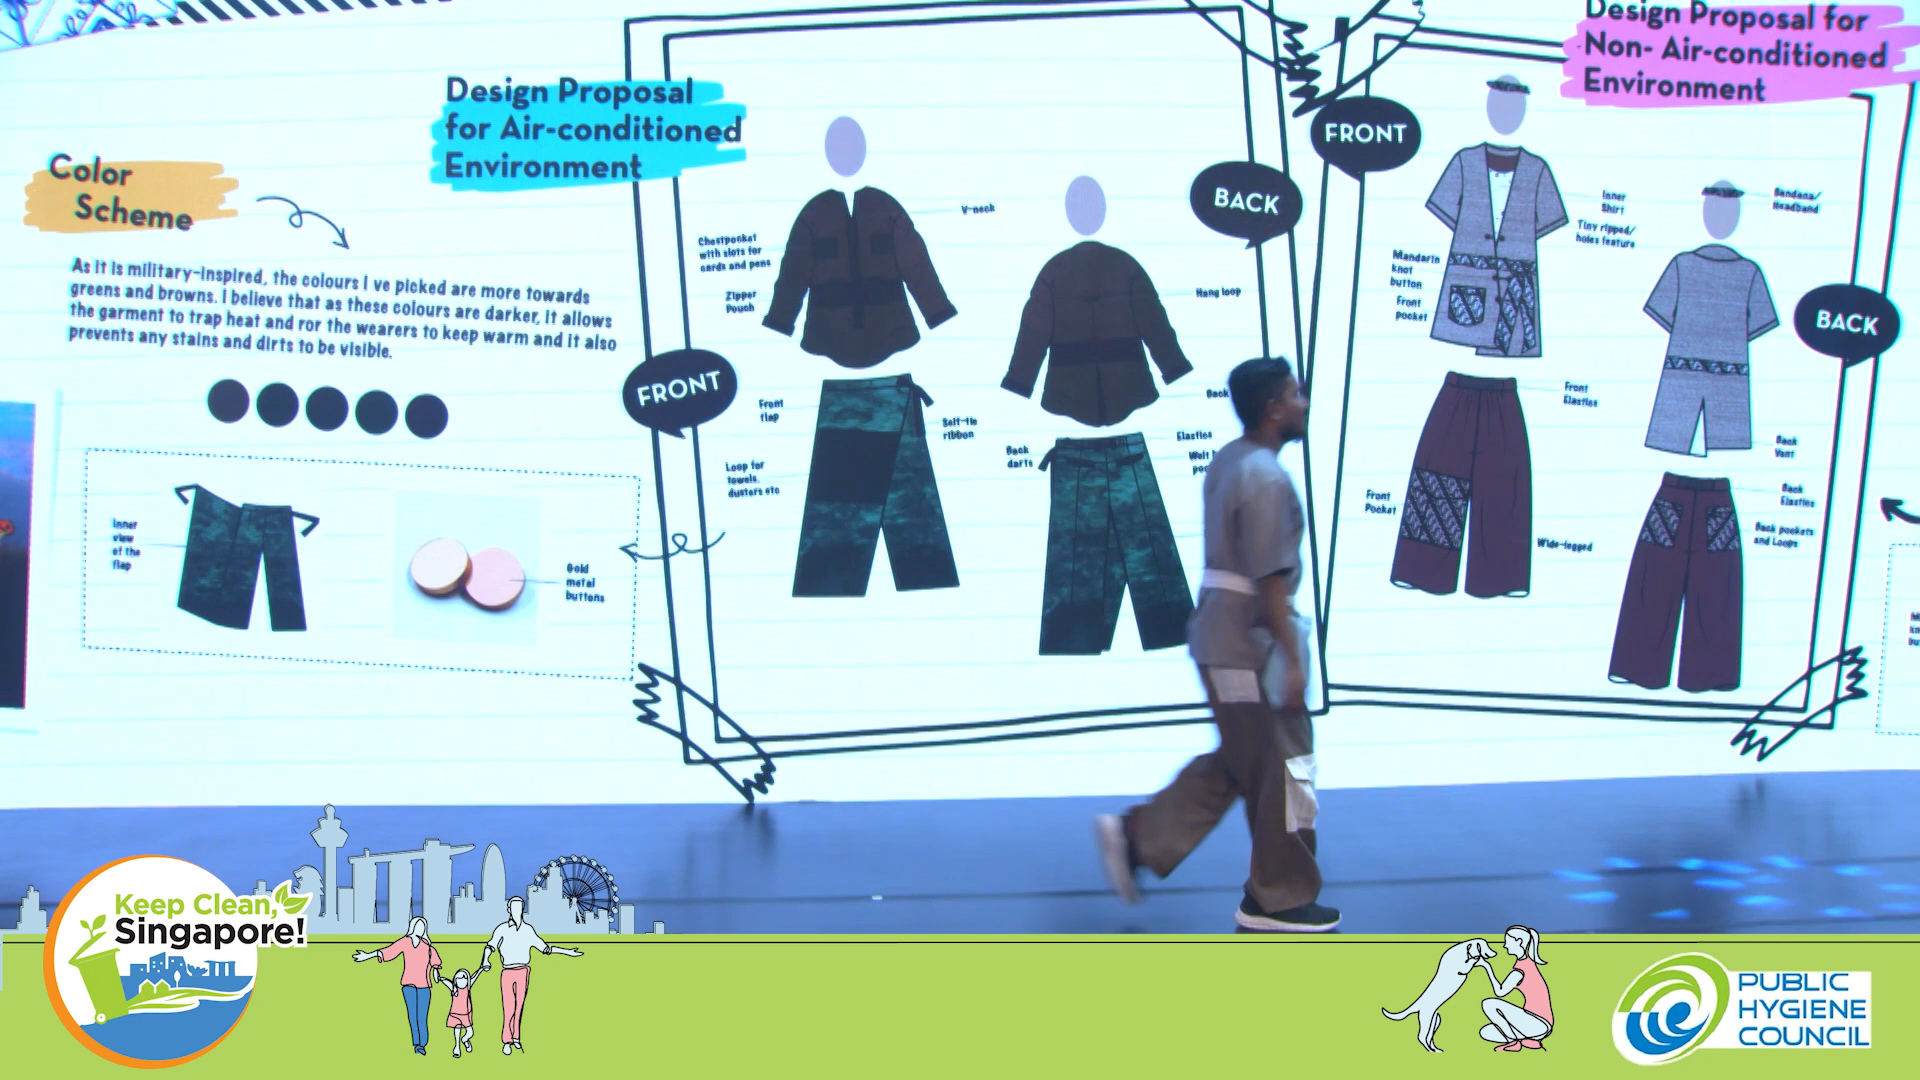 Color
Scheme
As it is military-inspired, the colours I ve picked are more towards
greens and browns. I believe that as these colours are darker, it allows
the garment to trap heat and ror the wearers to keep warm and it also
prevents any stains and dirts to be visible.
Inner
view
of the
flap
Gold
metal
buttons
Design Proposal
for Air-conditioned
Environment
FRONT
BACK
Chestpocket
with slots for
cards and pens
Zipper
Pouch
V-neck
Hang loop
Front
flap
Self-tie
ribbon
Loop for
towels,
dusters etc
Back
darts
Back
Elastics
Welt
Design Proposal for
Non- Air-conditioned
Environment
FRONT
BACK
Inner
Shirt
Tiny ripped/
holes feature
Bandana/
Headband
Mandarin
knot
button
Front
pocket
Front
Elastics
Front
Pocket
Wide-legged
Back
Vent
Back
Elastics
Back pockets
and Loops
Keep Clean,
Singapore!
PUBLIC
HYGIENE
COUNCIL